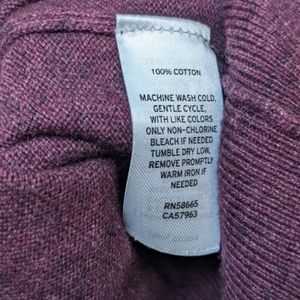 100% COTTON
MACHINE WASH COLD,
GENTLE CYCLE,
WITH LIKE COLORS
ONLY NON-CHLORINE
BLEACH IF NEEDED
TUMBLE DRY LOW,
REMOVE PROMPTLY
WARM IRON IF
NEEDED
RN58665
CA57963